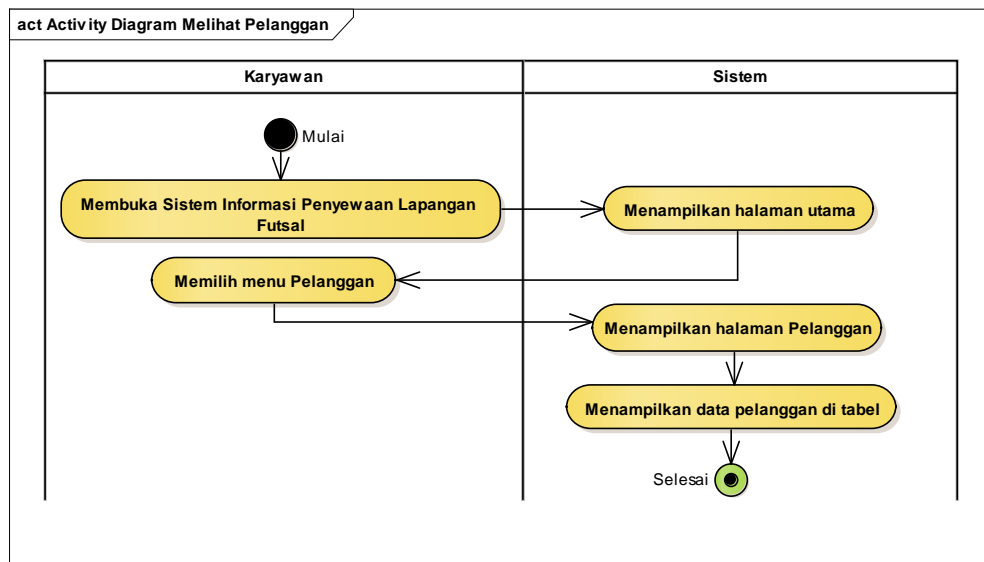 act Activity Diagram Melihat Pelanggan
Karyawan
Sistem
Mulai
Membuka Sistem Informasi Penyewaan Lapangan
Futsal
Menampilkan halaman utama
Memilih menu Pelanggan
Menampilkan halaman Pelanggan
Menampilkan data pelanggan di tabel
Selesai